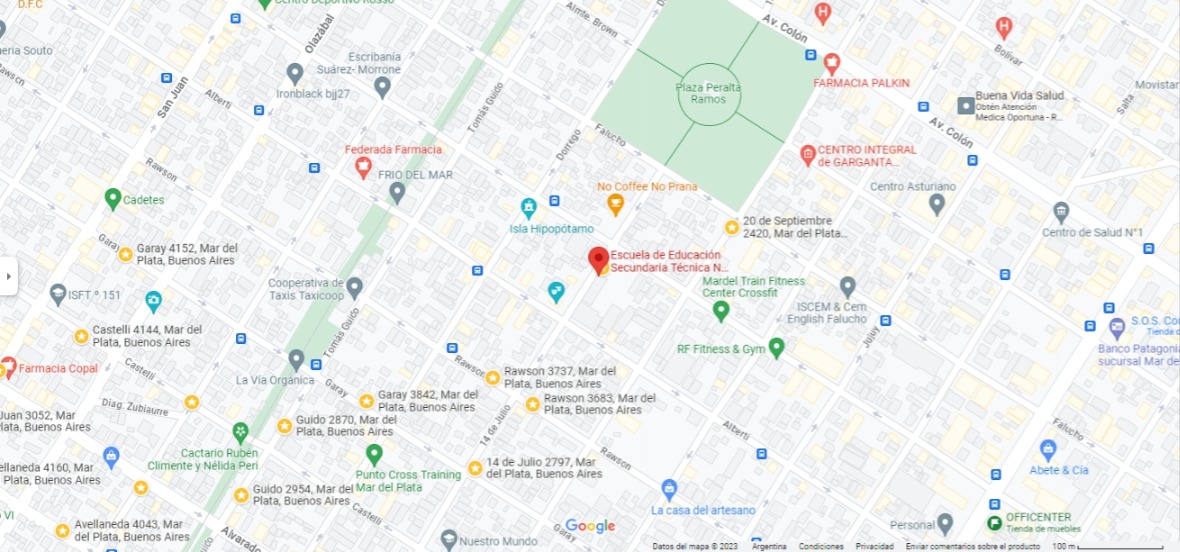 D.F.C
Centro Deportivo Rosso
Almte. Brown
Av. Colón
Olazábal
Bolívar
Escribanía
Suárez- Morrone
San Juan
Ironblack bjj27
Alberti
Tomás Guido
Plaza Peralta
Ramos
FARMACIA PALKIN
Buena Vida Salud
Obtén Atención
Medica Oportuna - R...
Movistar
Salta
Av. Colón
Falucho
Dorrego
Federada Farmacia
FRIO DEL MAR
Rawson
CENTRO INTEGRAL
de GARGANTA...
No Coffee No Prana
Centro Asturiano
Cadetes
Isla Hipopótamo
20 de Septiembre
2420, Mar del Plata...
Centro de Salud N°1
Garay
Garay 4152, Mar del
Plata, Buenos Aires
Escuela de Educación
Secundaria Técnica N...
Mardel Train Fitness
Center Crossfit
ISFT º 151
Cooperativa de
Taxis Taxicoop
ISCEM & Cem
English Falucho
Castelli 4144, Mar del
Plata, Buenos Aires
Tomás Guido
Jujuy
S.O.S. Co
Tienda d
Banco Patagoni
sucursal Mar de
RF Fitness & Gym
Farmacia Copal
Castelli
La Vía Orgánica
Rawson
Rawson 3737, Mar del
Plata, Buenos Aires
Garay
Garay 3842, Mar del
Plata, Buenos Aires
Rawson 3683, Mar del
Plata, Buenos Aires
Diag. Zubiaurre
Juan 3052, Mar
Plata, Buenos Aires
Guido 2870, Mar del
Plata, Buenos Aires
14 de Julio
Alberti
Falucho
Cactario Rubén
Climente y Nélida Peri
Rawson
ellaneda 4160, Mar
Plata, Buenos Aires
Punto Cross Training
Mar del Plata
14 de Julio 2797, Mar
del Plata, Buenos Aires
Abete & Cía
Guido 2954, Mar del
Plata, Buenos Aires
La casa del artesano
VI
Avellaneda 4043, Mar
del Plata, Buenos Aires
Alvarado
Castelli
Nuestro Mundo
Google
Personal
OFFICENTER
Tienda de muebles
Datos del mapa © 2023 Argentina Condiciones Privacidad Enviar comentarios sobre el producto 100 m